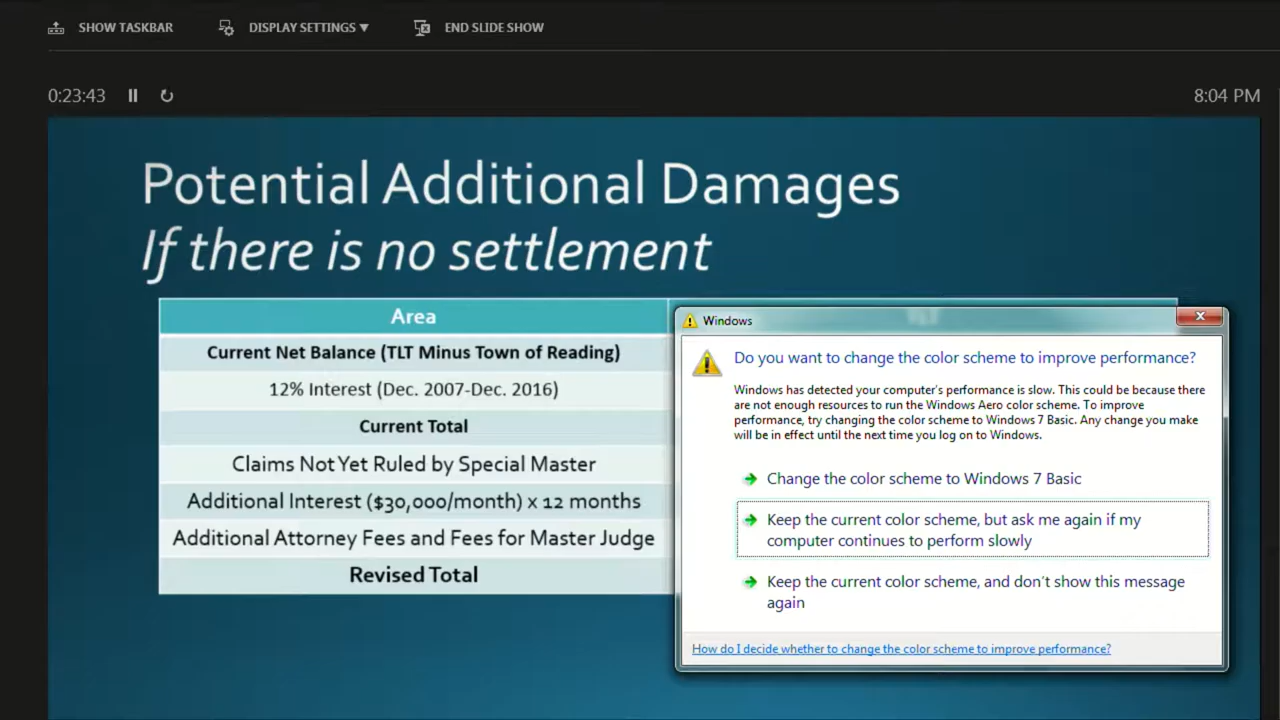 SHOW TASKBAR DISPLAY SETTINGS ▼ END SLIDE SHOW
0:23:43 8:04 PM
Potential Additional Damages
If there is no settlement
Area
Current Net Balance (TLT Minus Town of Reading)
12% Interest (Dec. 2007-Dec. 2016)
Current Total
Claims Not Yet Ruled by Special Master
Additional Interest ($30,000/month) x 12 months
Additional Attorney Fees and Fees for Master Judge
Revised Total
Windows
Do you want to change the color scheme to improve performance?
Windows has detected your computer's performance is slow. This could be because there
are not enough resources to run the Windows Aero color scheme. To improve
performance, try changing the color scheme to Windows 7 Basic. Any change you make
will be in effect until the next time you log on to Windows.
Change the color scheme to Windows 7 Basic
Keep the current color scheme, but ask me again if my
computer continues to perform slowly
Keep the current color scheme, and don't show this message
again
How do I decide whether to change the color scheme to improve performance?